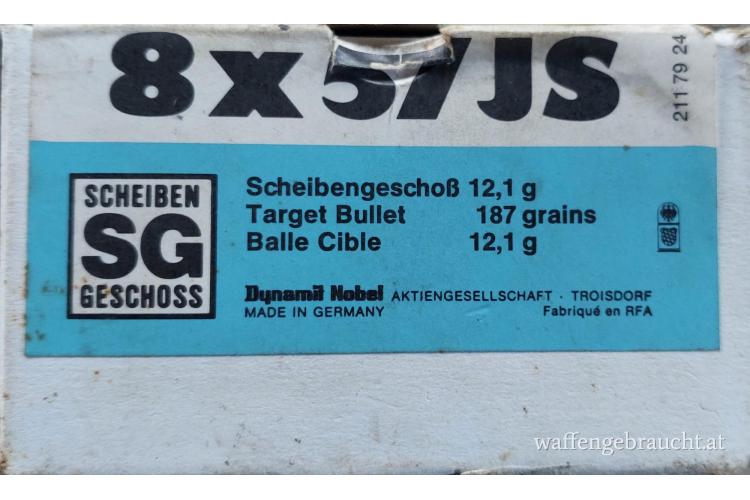 8x57JS
211 79 24
SCHEIBEN
SG
GESCHOSS
Scheibengeschoß 12,1 g
Target Bullet 187 grains
Balle Cible 12,1 g
Dynamit Nobel AKTIENGESELLSCHAFT · TROISDORF
MADE IN GERMANY Fabriqué en RFA
waffengebraucht.at